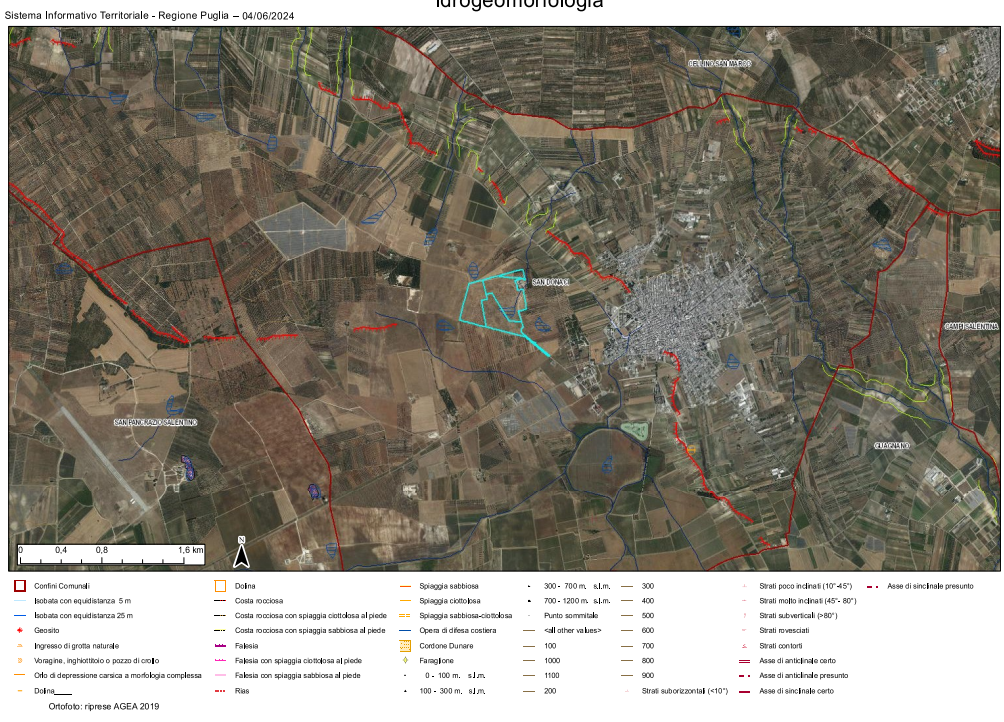 Idrogeomorfologia
Sistema Informativo Territoriale - Regione Puglia – 04/06/2024
CELLINO SAN MARCO
SAN DONACI
CAMPI SALENTINA
SAN PANCRAZIO SALENTINO
GUAGNANO
0 0,4 0,8 1,6 km
N
Confini Comunali
Isobata con equidistanza 5 m
Isobata con equidistanza 25 m
Geosito
Ingresso di grotta naturale
Voragine, inghiottitoio o pozzo di crollo
Orlo di depressione carsica a morfologia complessa
Dolina____
Dolina
Costa rocciosa
Costa rocciosa con spiaggia ciottolosa al piede
Costa rocciosa con spiaggia sabbiosa al piede
Falesia
Falesia con spiaggia ciottolosa al piede
Falesia con spiaggia sabbiosa al piede
Rias
Spiaggia sabbiosa
Spiaggia ciottolosa
Spiaggia sabbiosa-ciottolosa
Opera di difesa costiera
Cordone Dunare
Faraglione
0 - 100 m. s.l.m.
100 - 300 m. s.l.m.
300 - 700 m. s.l.m.
700 - 1200 m. s.l.m.
Punto sommitale
<all other values>
100
1000
1100
200
300
400
500
600
700
800
900
Strati suborizzontali (<10°)
Strati poco inclinati (10°-45°)
Strati molto inclinati (45°- 80°)
Strati subverticali (>80°)
Strati rovesciati
Strati contorti
Asse di anticlinale certo
Asse di anticlinale presunto
Asse di sinclinale certo
Asse di sinclinale presunto
Ortofoto: riprese AGEA 2019